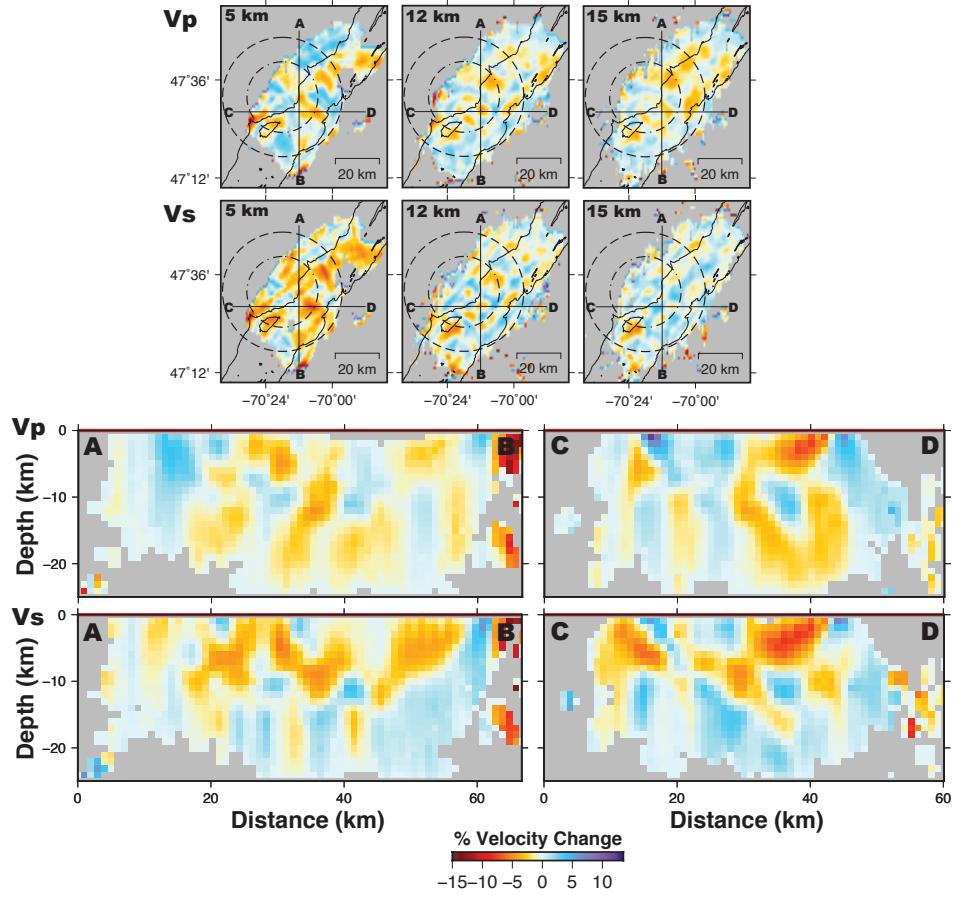 Vp
5 km
12 km
15 km
A
A
A
47°36'
C
D
C
D
C
D
20 km
20 km
20 km
47°12'
B
B
B
Vs
5 km
12 km
15 km
A
A
A
47°36'
C
D
C
D
C
D
20 km
20 km
20 km
47°12'
B
B
B
−70°24'
−70°00'
−70°24'
−70°00'
−70°24'
−70°00'
Vp
0
A
B
C
D
−10
−20
Depth (km)
Vs
0
A
B
C
D
−10
−20
Depth (km)
0
20
40
60
0
20
40
60
Distance (km)
Distance (km)
% Velocity Change
−15
−10
−5
0
5
10